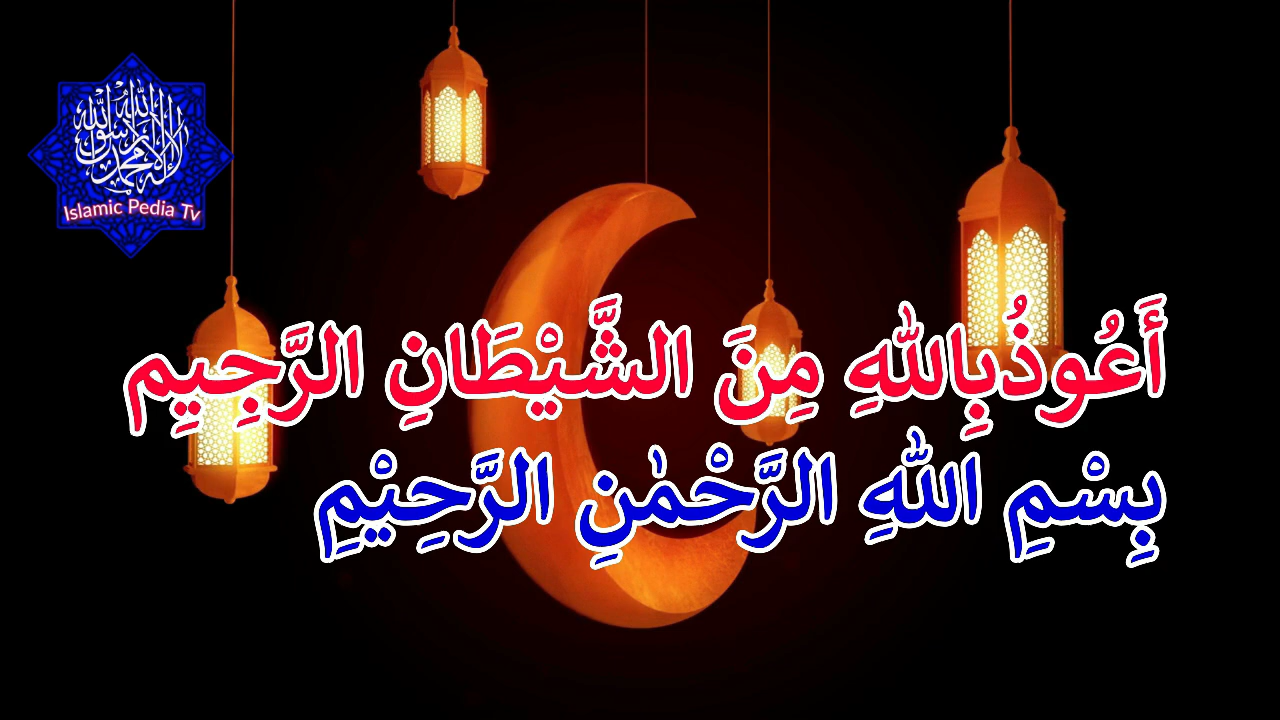 لا إله إلا الله محمد رسول الله
Islamic Pedia Tv
أَعُوذُبِاللّٰهِ مِنَ الشَّيْطَانِ الرَّجِيمِ
بِسْمِ اللّٰهِ الرَّحْمٰنِ الرَّحِيْمِ